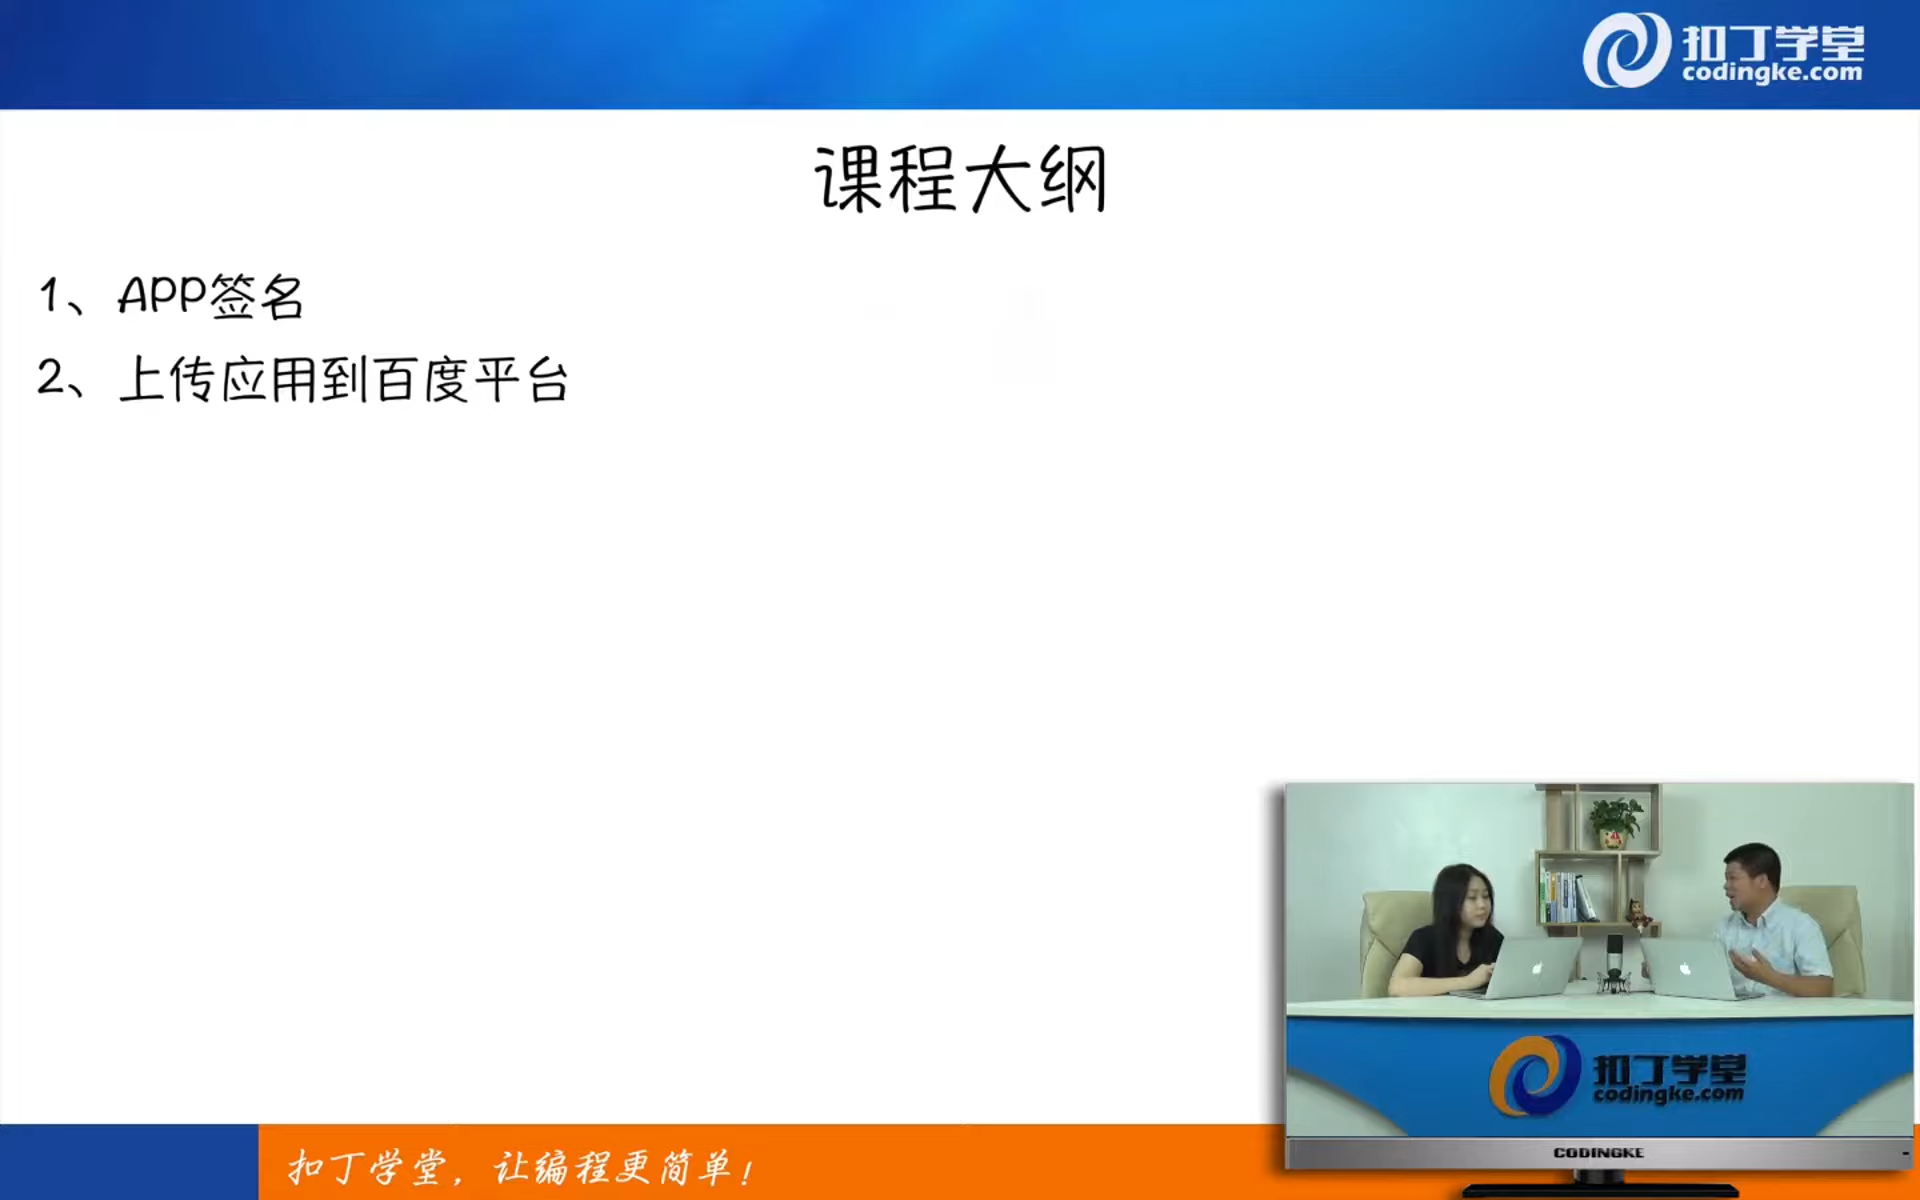 扣丁学堂
codingke.com
课程大纲
1、APP签名
2、上传应用到百度平台
扣丁学堂
codingke.com
CODINGKE
扣丁学堂，让编程更简单！